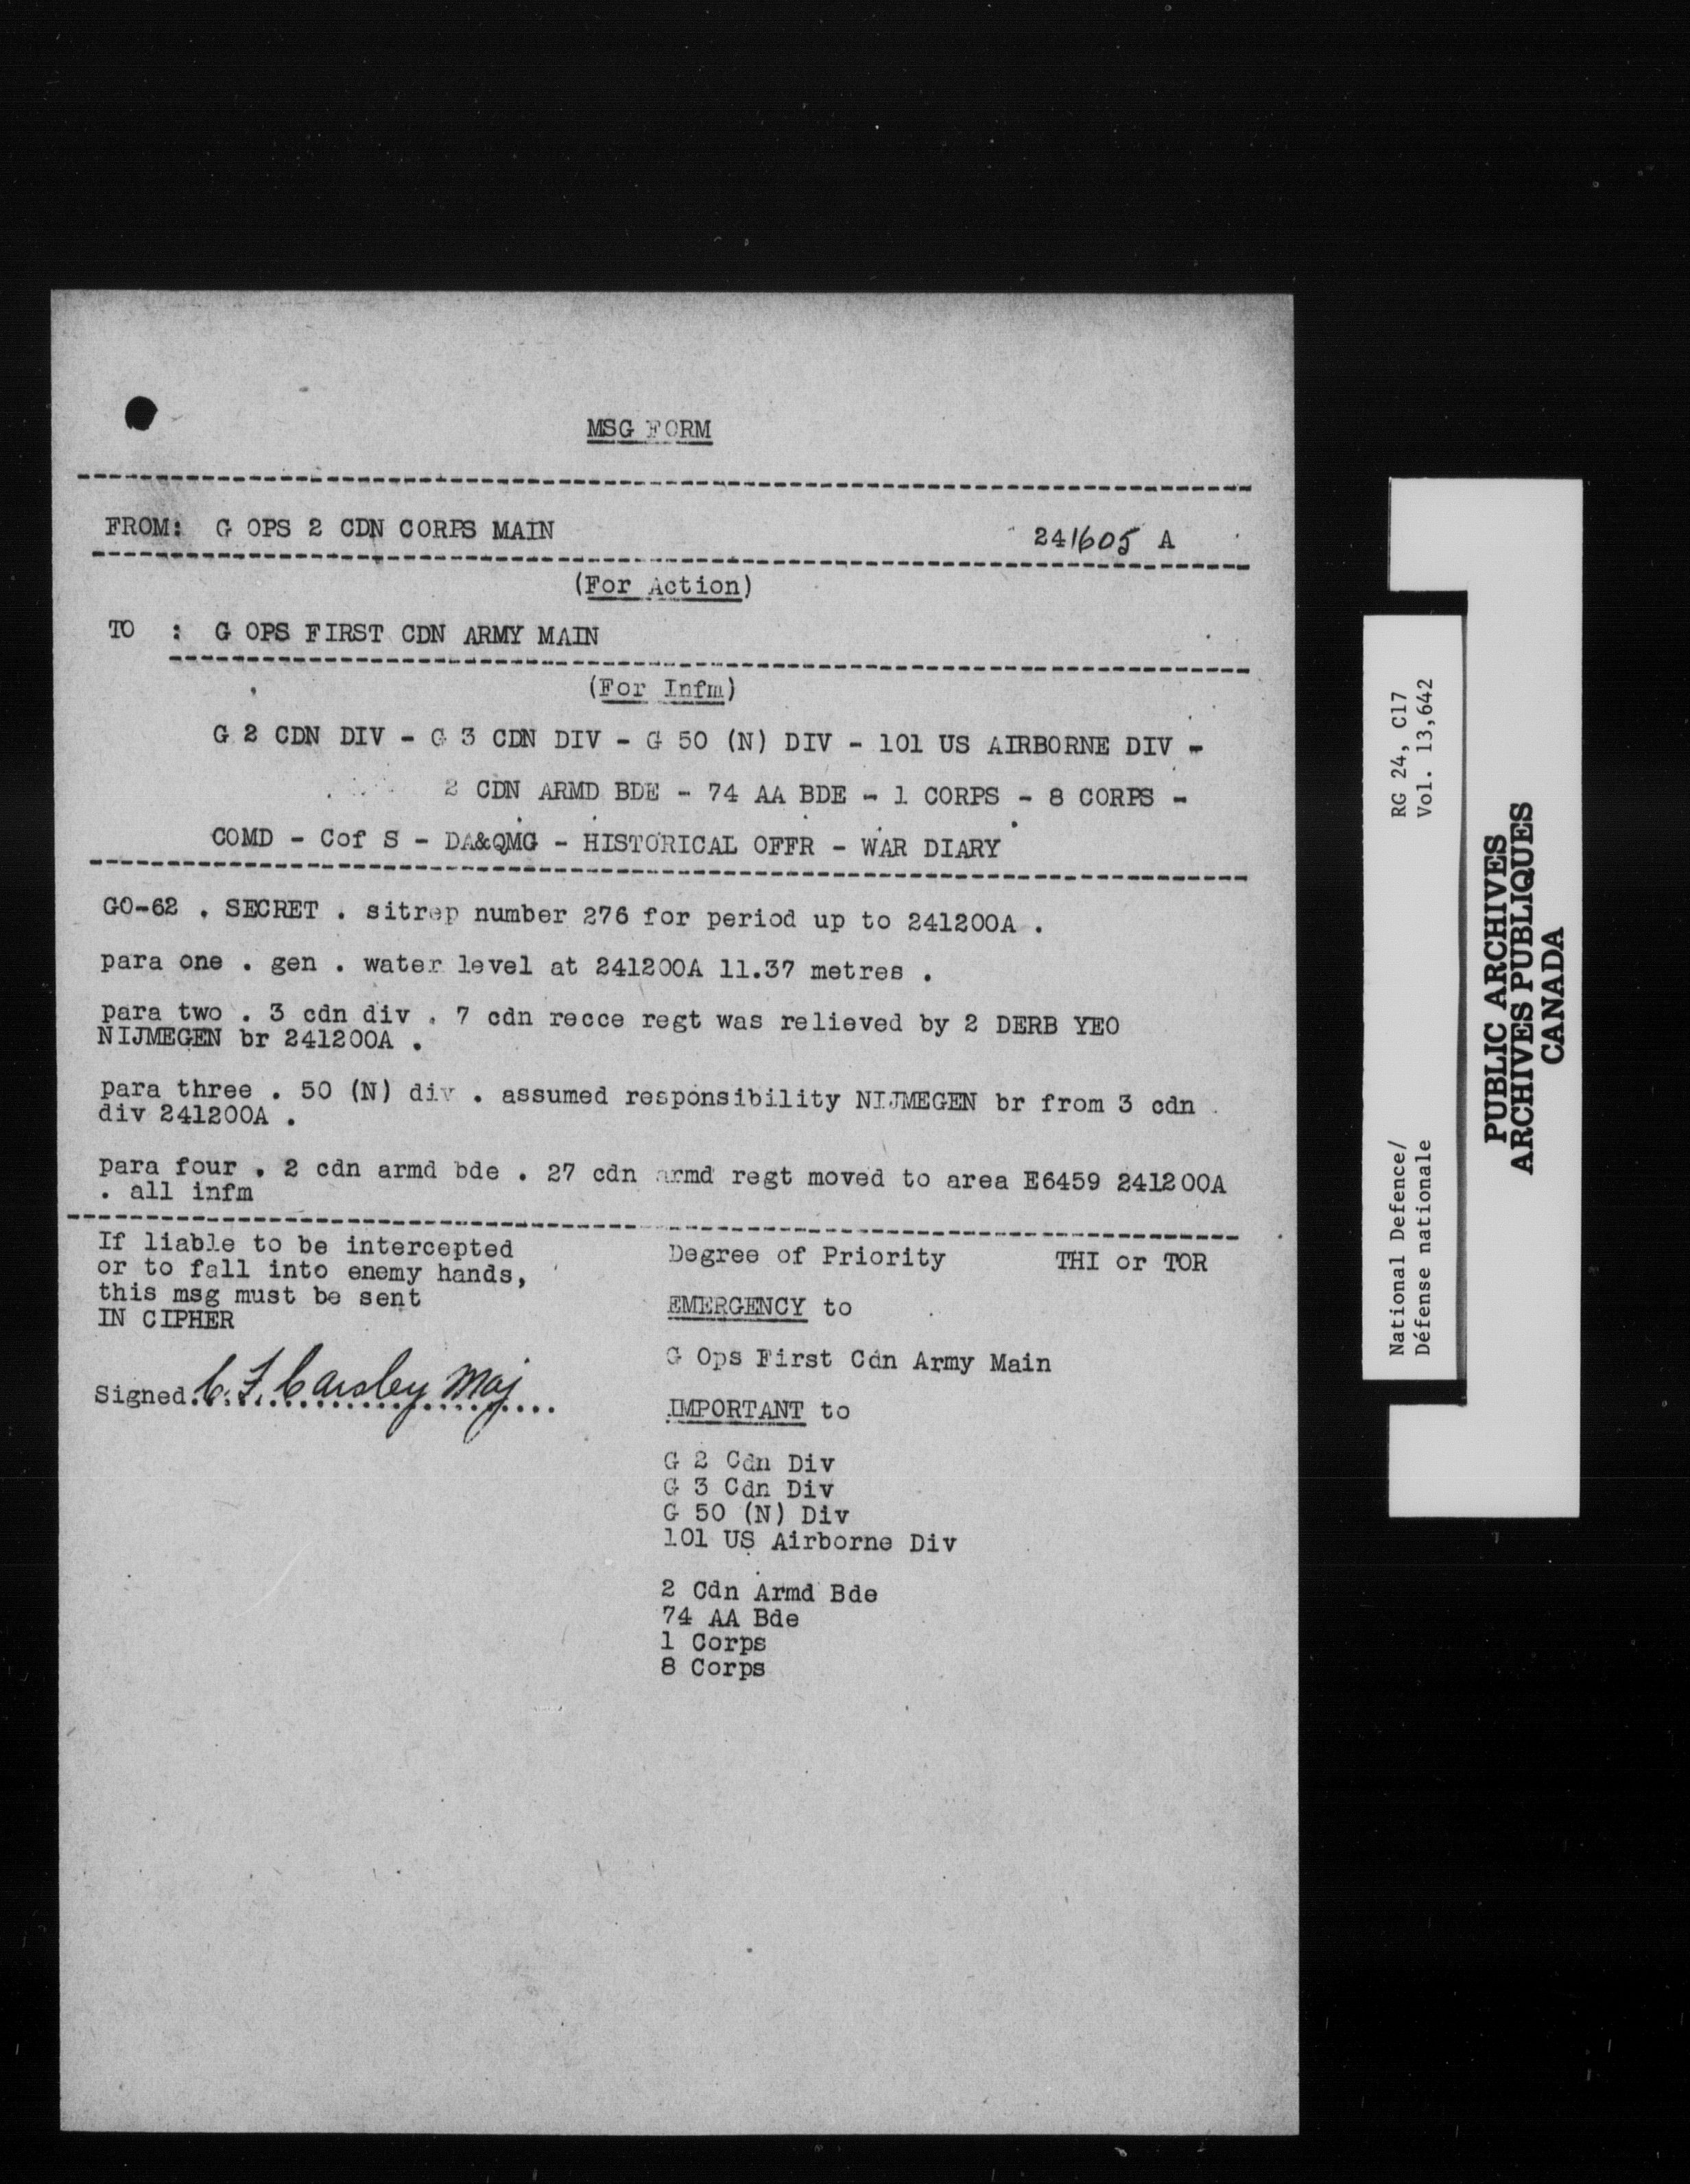 MSG FORM
FROM: G OPS 2 CDN CORPS MAIN 241605 A
(For Action)
TO : G OPS FIRST CDN ARMY MAIN
(For Infm)
G 2 CDN DIV - G 3 CDN DIV - G 50 (N) DIV - 101 US AIRBORNE DIV -
2 CDN ARMD BDE - 74 AA BDE - 1 CORPS - 8 CORPS -
COMD - Cof S - DA&QMG - HISTORICAL OFFR - WAR DIARY
GO-62 . SECRET . sitrep number 276 for period up to 241200A .
para one . gen . water level at 241200A 11.37 metres .
para two . 3 cdn div . 7 cdn recce regt was relieved by 2 DERB YEO
NIJMEGEN br 241200A .
para three . 50 (N) div . assumed responsibility NIJMEGEN br from 3 cdn
div 241200A .
para four . 2 cdn armd bde . 27 cdn armd regt moved to area E6459 241200A
. all infm
If liable to be intercepted
or to fall into enemy hands,
this msg must be sent
IN CIPHER
Signed. C. F. Carsley Maj
Degree of Priority THI or TOR
EMERGENCY to
G Ops First Cdn Army Main
IMPORTANT to
G 2 Cdn Div
G 3 Cdn Div
G 50 (N) Div
101 US Airborne Div
2 Cdn Armd Bde
74 AA Bde
1 Corps
8 Corps
National Defence/ RG 24, C17
Défense nationale Vol. 13,642
PUBLIC ARCHIVES
ARCHIVES PUBLIQUES
CANADA